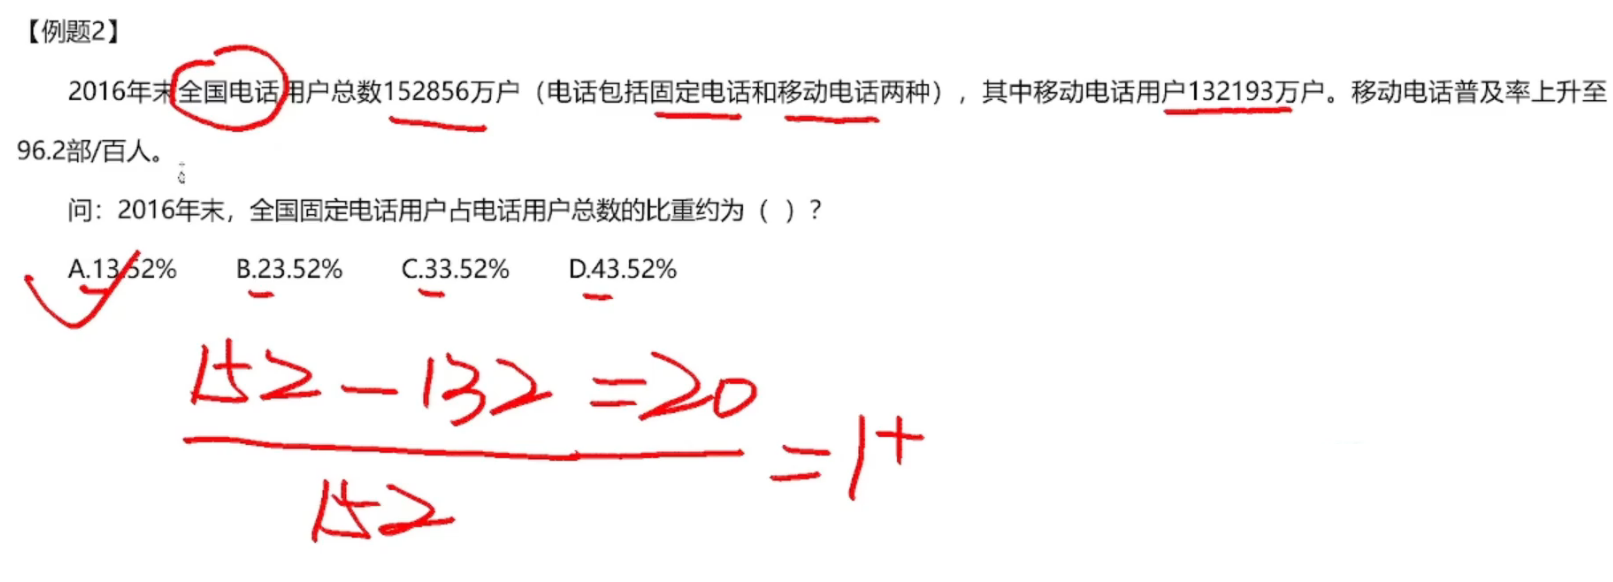 【例题2】
2016年末全国电话用户总数152856万户（电话包括固定电话和移动电话两种），其中移动电话用户132193万户。移动电话普及率上升至
96.2部/百人。
问：2016年末，全国固定电话用户占电话用户总数的比重约为（ ）？
A.13.52% B.23.52% C.33.52% D.43.52%
152-132=20
152
=1+